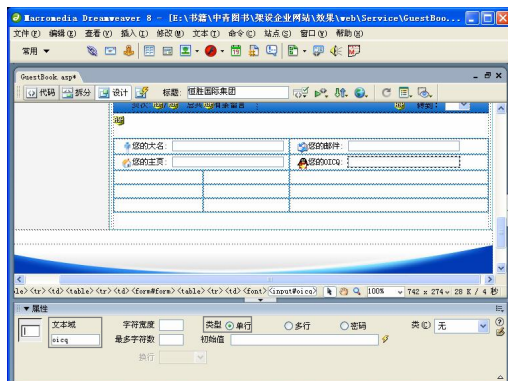 Macromedia Dreamweaver 8 - [E:\书籍\中青图书\架设企业网站\效果\web\Service\GuestBoo...
文件(F) 编辑(E) 查看(V) 插入(I) 修改(M) 文本(T) 命令(C) 站点(S) 窗口(W) 帮助(H)
常用
GuestBook.asp*
代码 拆分 设计 标题: 恒胜国际集团
转到:
您的大名: 您的邮件:
您的主页: 您的OICQ:
le> <tr> <td> <table> <tr> <td> <form#form> <table> <tr> <td> <font> <input#oicq> 100% 742 x 274 28 K / 4 秒
属性
文本域 字符宽度 类型 单行 多行 密码 类(C) 无
oicq 最多字符数 初始值
换行